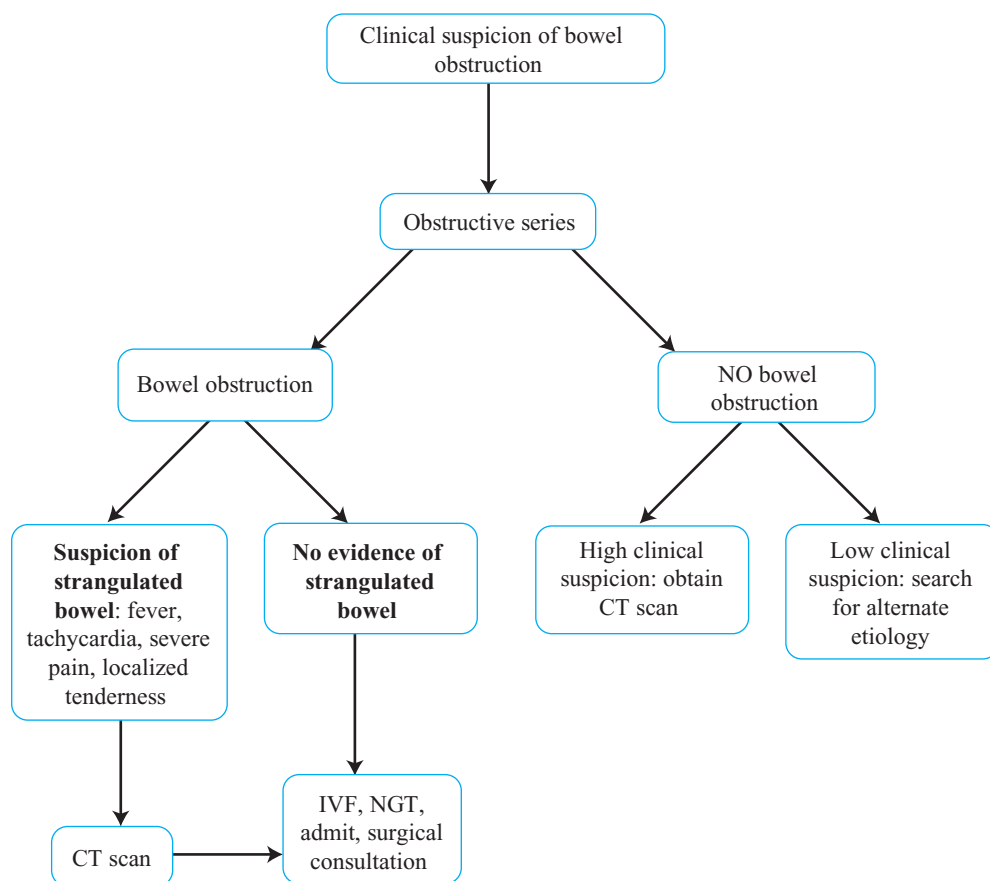 Clinical suspicion of bowel
obstruction
Obstructive series
Bowel obstruction
NO bowel
obstruction
Suspicion of
strangulated
bowel: fever,
tachycardia, severe
pain, localized
tenderness
No evidence of
strangulated
bowel
High clinical
suspicion: obtain
CT scan
Low clinical
suspicion: search
for alternate
etiology
CT scan
IVF, NGT,
admit, surgical
consultation